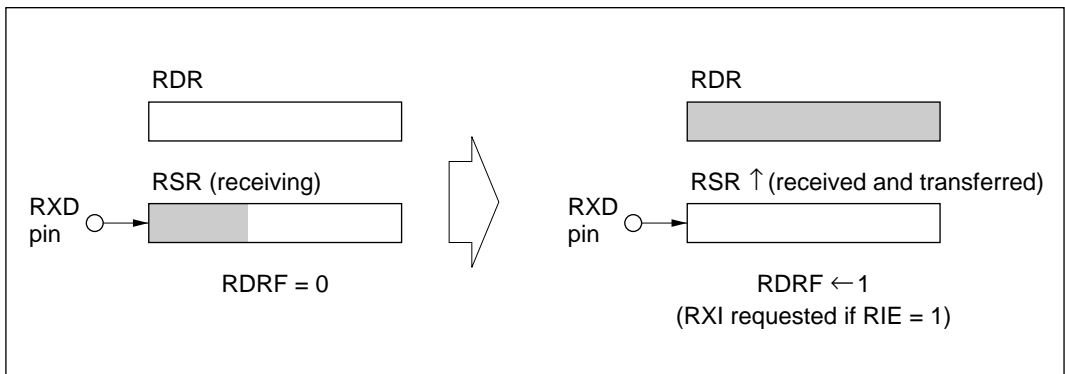 RDR
RSR (receiving)
RXD
pin
RDRF = 0
RDR
RSR ↑ (received and transferred)
RXD
pin
RDRF ← 1
(RXI requested if RIE = 1)